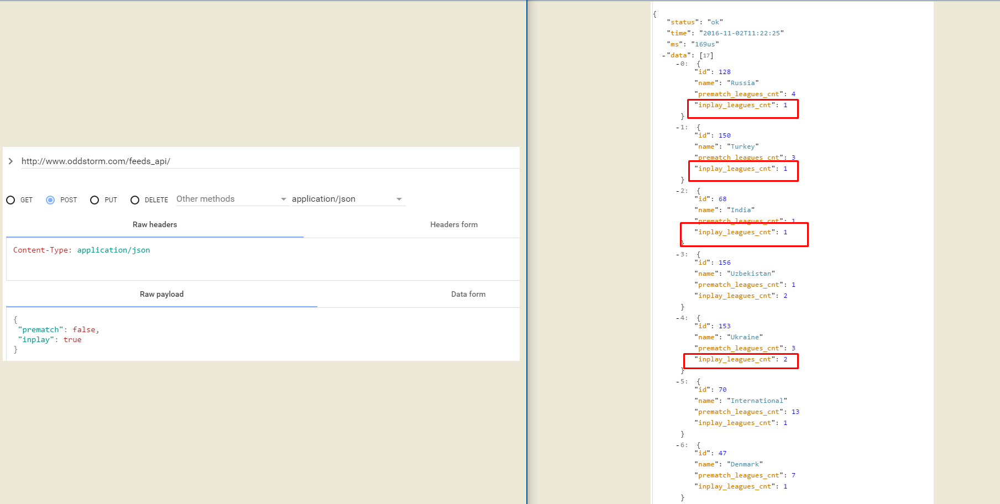 http://www.oddstorm.com/feeds_api/
GET POST PUT DELETE Other methods application/json
Raw headers Headers form
Content-Type: application/json
Raw payload Data form
{
"prematch": false,
"inplay": true
}
{
"status": "ok"
"time": "2016-11-02T11:22:25"
"ms": "169us"
-"data": [17]
-0: {
"id": 128
"name": "Russia"
"prematch_leagues_cnt": 4
"inplay_leagues_cnt": 1
}
-1: {
"id": 150
"name": "Turkey"
"prematch_leagues_cnt": 3
"inplay_leagues_cnt": 1
}
-2: {
"id": 68
"name": "India"
"prematch_leagues_cnt": 1
"inplay_leagues_cnt": 1
}
-3: {
"id": 156
"name": "Uzbekistan"
"prematch_leagues_cnt": 1
"inplay_leagues_cnt": 2
}
-4: {
"id": 153
"name": "Ukraine"
"prematch_leagues_cnt": 3
"inplay_leagues_cnt": 2
}
-5: {
"id": 70
"name": "International"
"prematch_leagues_cnt": 13
"inplay_leagues_cnt": 1
}
-6: {
"id": 47
"name": "Denmark"
"prematch_leagues_cnt": 7
"inplay_leagues_cnt": 1
}